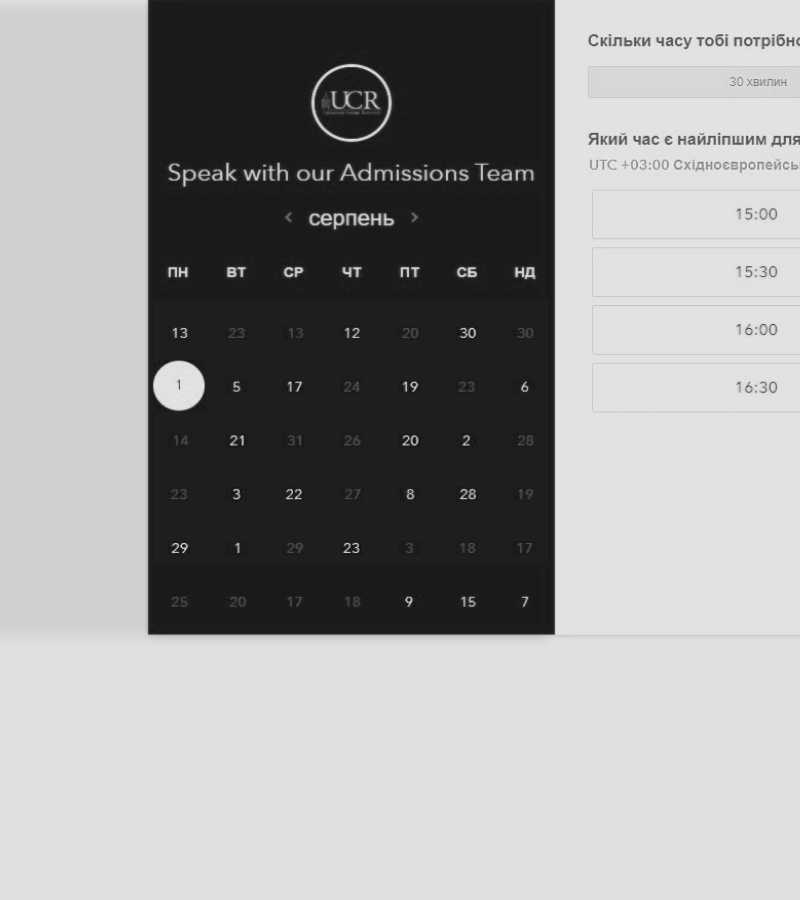 UCR
Speak with our Admissions Team
серпень
ПН ВТ СР ЧТ ПТ СБ НД
13 23 13 12 20 30 30
1 5 17 24 19 23 6
14 21 31 26 20 2 28
23 3 22 27 8 28 19
29 1 29 23 3 18 17
25 20 17 18 9 15 7
Скільки часу тобі потрібно
30 хвилин
Який час є найліпшим для
UTC +03:00 Східноєвропейсь
15:00
15:30
16:00
16:30